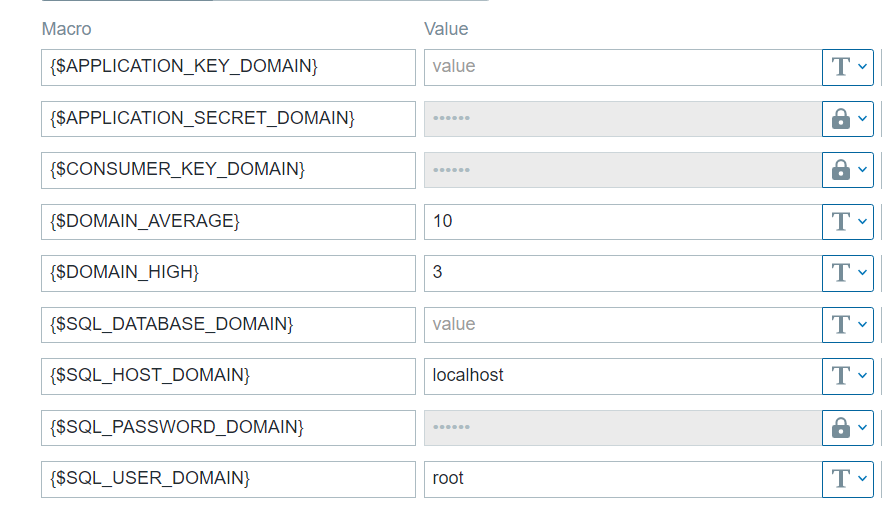 Macro Value
{$APPLICATION_KEY_DOMAIN} value
{$APPLICATION_SECRET_DOMAIN} ••••••
{$CONSUMER_KEY_DOMAIN} ••••••
{$DOMAIN_AVERAGE} 10
{$DOMAIN_HIGH} 3
{$SQL_DATABASE_DOMAIN} value
{$SQL_HOST_DOMAIN} localhost
{$SQL_PASSWORD_DOMAIN} ••••••
{$SQL_USER_DOMAIN} root